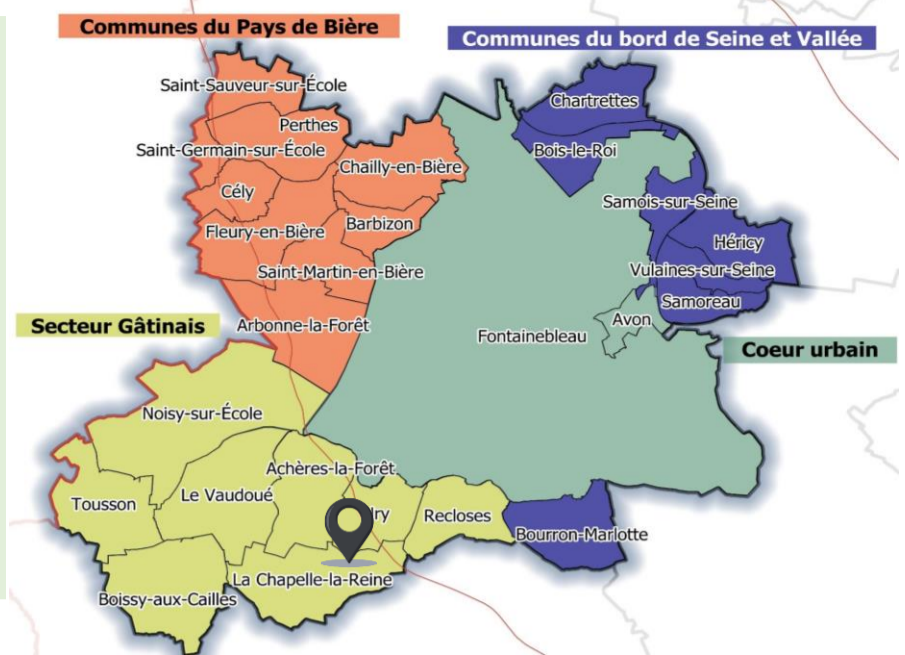 Communes du Pays de Bière
Communes du bord de Seine et Vallée
Saint-Sauveur-sur-École
Chartrettes
Perthes
Saint-Germain-sur-École
Bois-le-Roi
Chailly-en-Bière
Cély
Samois-sur-Seine
Barbizon
Fleury-en-Bière
Héricy
Saint-Martin-en-Bière
Vulaines-sur-Seine
Samoreau
Secteur Gâtinais
Arbonne-la-Forêt
Avon
Fontainebleau
Coeur urbain
Noisy-sur-École
Achères-la-Forêt
Tousson
Le Vaudoué
Recloses
Bourron-Marlotte
La Chapelle-la-Reine
Boissy-aux-Cailles